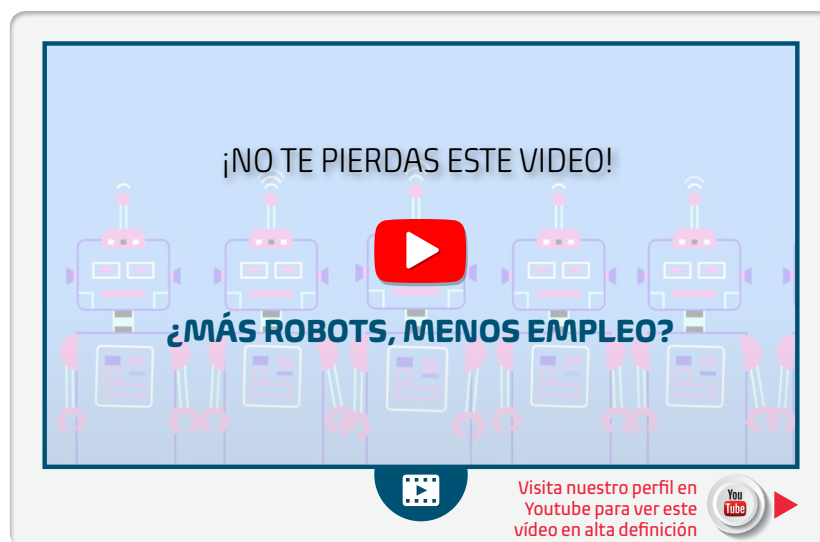 ¡NO TE PIERDAS ESTE VIDEO!
¿MÁS ROBOTS, MENOS EMPLEO?
Visita nuestro perfil en
Youtube para ver este
vídeo en alta definición
You
Tube